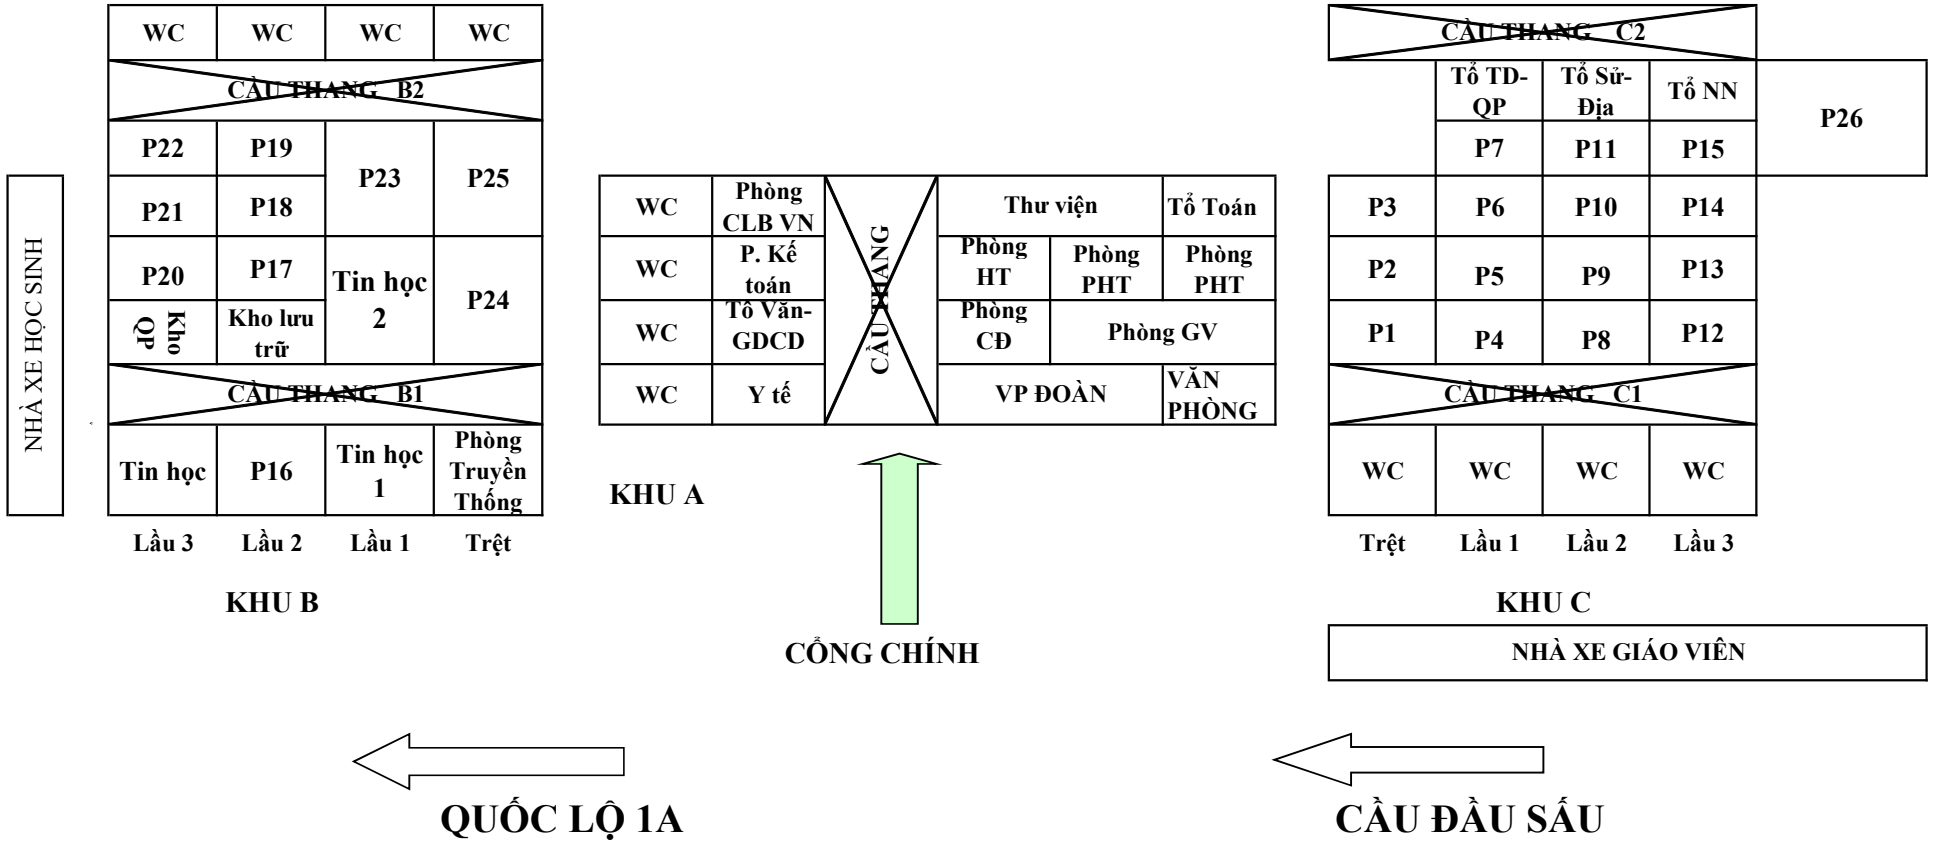 NHÀ XE HỌC SINH
WC
WC
WC
WC
CẦU THANG B2
P22
P19
P23
P25
P21
P18
P20
P17
Tin học
2
P24
Kho
QP
Kho lưu
trữ
CẦU THANG B1
Tin học
P16
Tin học
1
Phòng
Truyền
Thống
Lầu 3
Lầu 2
Lầu 1
Trệt
KHU B
WC
Phòng
CLB VN
CẦU THANG
Thư viện
Tổ Toán
WC
P. Kế
toán
Phòng
HT
Phòng
PHT
Phòng
PHT
WC
Tổ Văn-
GDCD
Phòng
CĐ
Phòng GV
WC
Y tế
VP ĐOÀN
VĂN
PHÒNG
KHU A
CỔNG CHÍNH
CẦU THANG C2
Tổ TD-
QP
Tổ Sử-
Địa
Tổ NN
P26
P7
P11
P15
P3
P6
P10
P14
P2
P5
P9
P13
P1
P4
P8
P12
CẦU THANG C1
WC
WC
WC
WC
Trệt
Lầu 1
Lầu 2
Lầu 3
KHU C
NHÀ XE GIÁO VIÊN
QUỐC LỘ 1A
CẦU ĐẦU SẤU